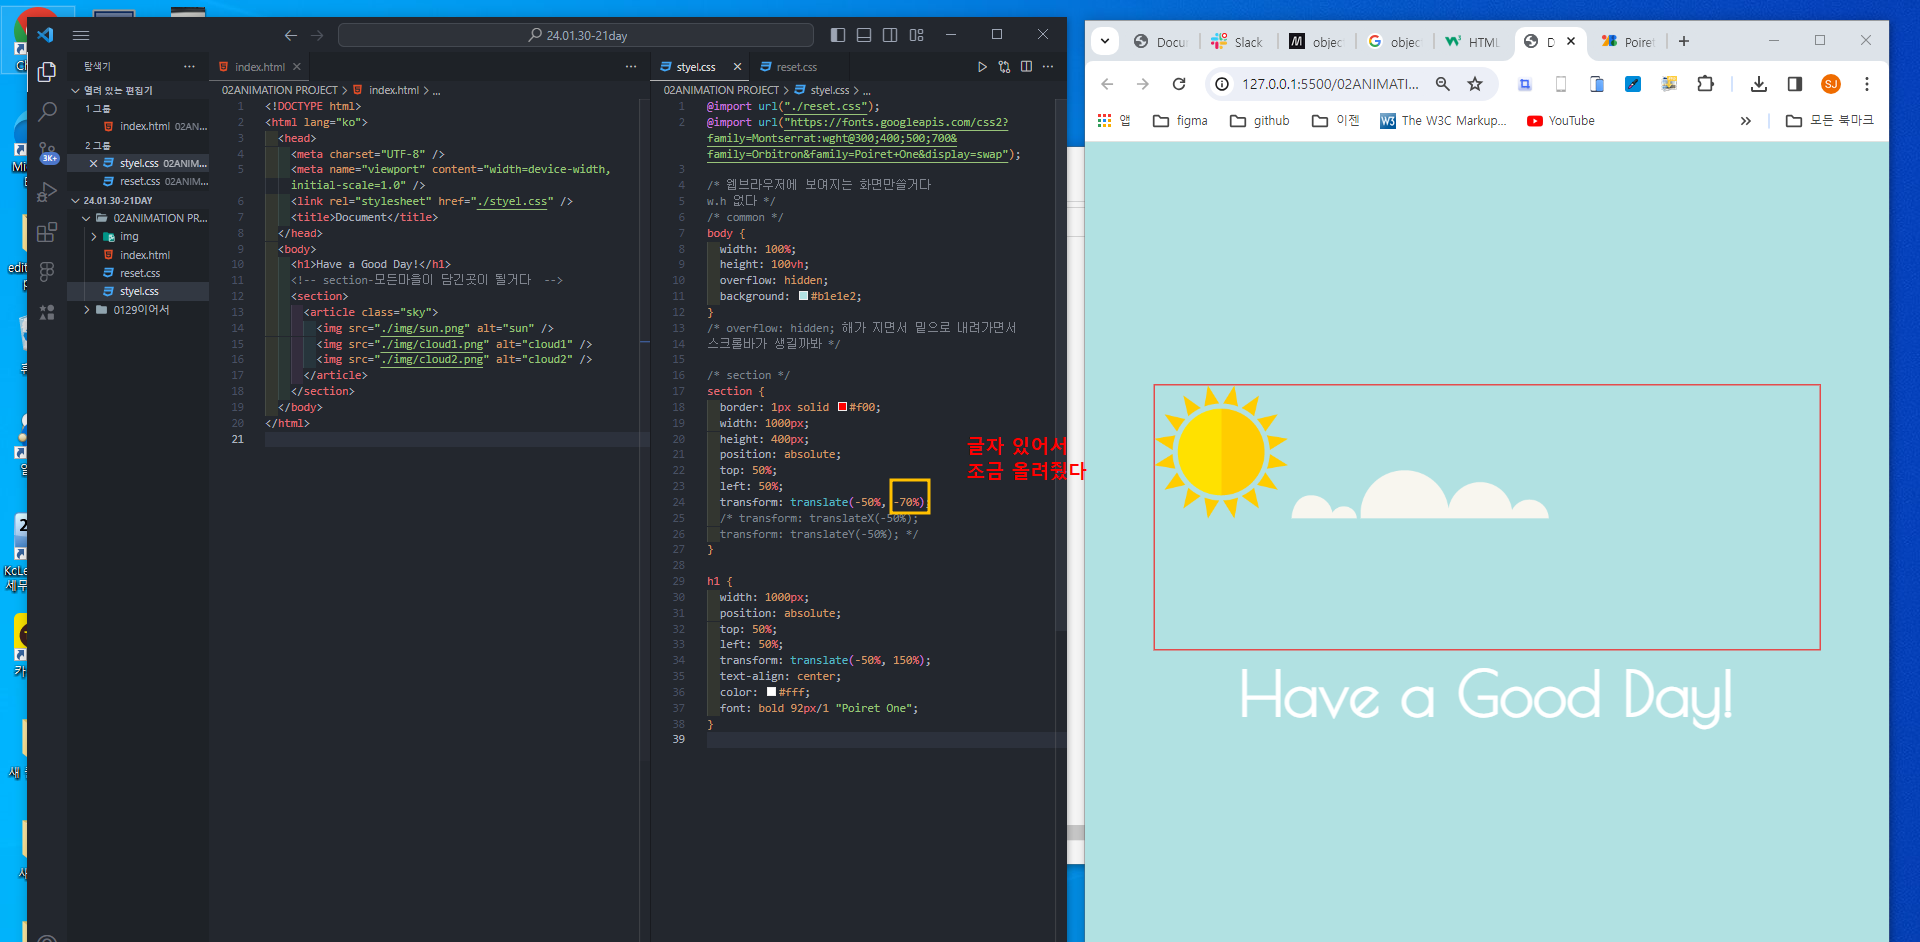 24.01.30-21day
탐색기
열려 있는 편집기
1 그룹
index.html 02AN...
2 그룹
styel.css 02ANIM...
reset.css 02ANIM...
24.01.30-21DAY
02ANIMATION PR...
img
index.html
reset.css
styel.css
0129이어서
3K+
index.html
02ANIMATION PROJECT > index.html > ...
1 <!DOCTYPE html>
2 <html lang="ko">
3 <head>
4 <meta charset="UTF-8" />
5 <meta name="viewport" content="width=device-width,
initial-scale=1.0" />
6 <link rel="stylesheet" href="./styel.css" />
7 <title>Document</title>
8 </head>
9 <body>
10 <h1>Have a Good Day!</h1>
11 <!-- section-모든마을이 담긴곳이 될거다 -->
12 <section>
13 <article class="sky">
14 <img src="./img/sun.png" alt="sun" />
15 <img src="./img/cloud1.png" alt="cloud1" />
16 <img src="./img/cloud2.png" alt="cloud2" />
17 </article>
18 </section>
19 </body>
20 </html>
21
styel.css
reset.css
02ANIMATION PROJECT > styel.css > ...
1 @import url("./reset.css");
2 @import url("https://fonts.googleapis.com/css2?
family=Montserrat:wght@300;400;500;700&
family=Orbitron&family=Poiret+One&display=swap");
3
4 /* 웹브라우저에 보여지는 화면만쓸거다
5 w.h 없다 */
6 /* common */
7 body {
8 width: 100%;
9 height: 100vh;
10 overflow: hidden;
11 background: #b1e1e2;
12 }
13 /* overflow: hidden; 해가 지면서 밑으로 내려가면서
14 스크롤바가 생길까봐 */
15
16 /* section */
17 section {
18 border: 1px solid #f00;
19 width: 1000px;
20 height: 400px;
21 position: absolute;
22 top: 50%;
23 left: 50%;
24 transform: translate(-50%, -70%);
25 /* transform: translateX(-50%);
26 transform: translateY(-50%); */
27 }
28
29 h1 {
30 width: 1000px;
31 position: absolute;
32 top: 50%;
33 left: 50%;
34 transform: translate(-50%, 150%);
35 text-align: center;
36 color: #fff;
37 font: bold 92px/1 "Poiret One";
38 }
39
글자 있어서
조금 올려줬다
Docu
Slack
objec
objec
HTML
D
Poiret
127.0.0.1:5500/02ANIMATI...
SJ
앱
figma
github
이젠
The W3C Markup...
YouTube
모든 북마크
Have a Good Day!